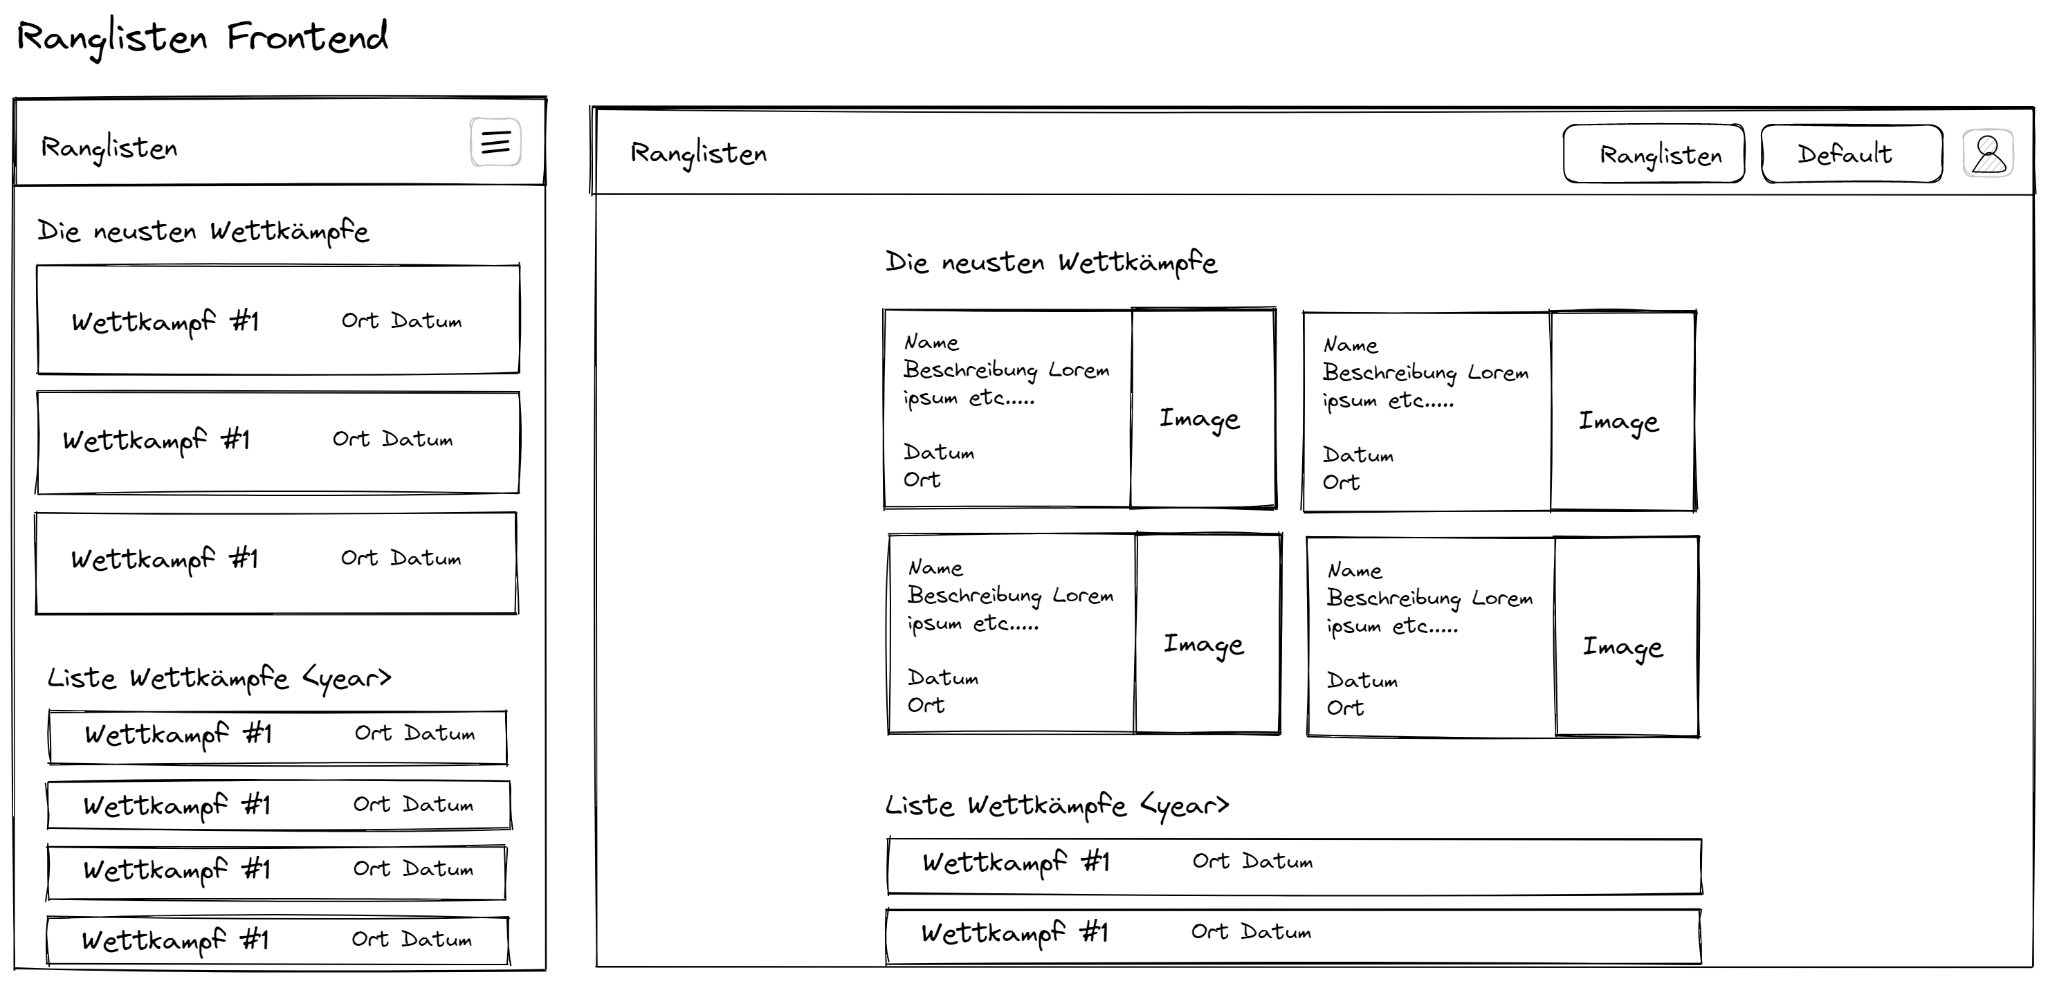 Ranglisten Frontend
Ranglisten
Die neusten Wettkämpfe
Wettkampf #1 Ort Datum
Wettkampf #1 Ort Datum
Wettkampf #1 Ort Datum
Liste Wettkämpfe <year>
Wettkampf #1 Ort Datum
Wettkampf #1 Ort Datum
Wettkampf #1 Ort Datum
Wettkampf #1 Ort Datum
Ranglisten
Ranglisten
Default
Die neusten Wettkämpfe
Name
Beschreibung Lorem
ipsum etc.....
Datum
Ort
Image
Name
Beschreibung Lorem
ipsum etc.....
Datum
Ort
Image
Name
Beschreibung Lorem
ipsum etc.....
Datum
Ort
Image
Name
Beschreibung Lorem
ipsum etc.....
Datum
Ort
Image
Liste Wettkämpfe <year>
Wettkampf #1 Ort Datum
Wettkampf #1 Ort Datum